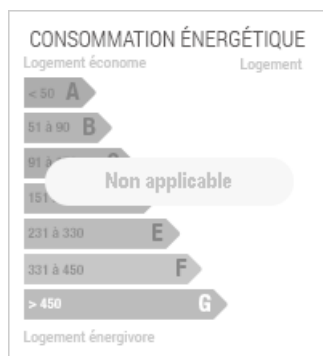 CONSOMMATION ÉNERGÉTIQUE
Logement économe Logement
< 50 A
51 à 90 B
91 à
Non applicable
151
231 à 330 E
331 à 450 F
> 450 G
Logement énergivore